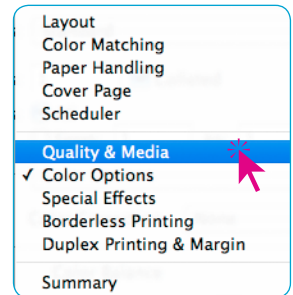 Layout
Color Matching
Paper Handling
Cover Page
Scheduler
Quality & Media
✓ Color Options
Special Effects
Borderless Printing
Duplex Printing & Margin
Summary